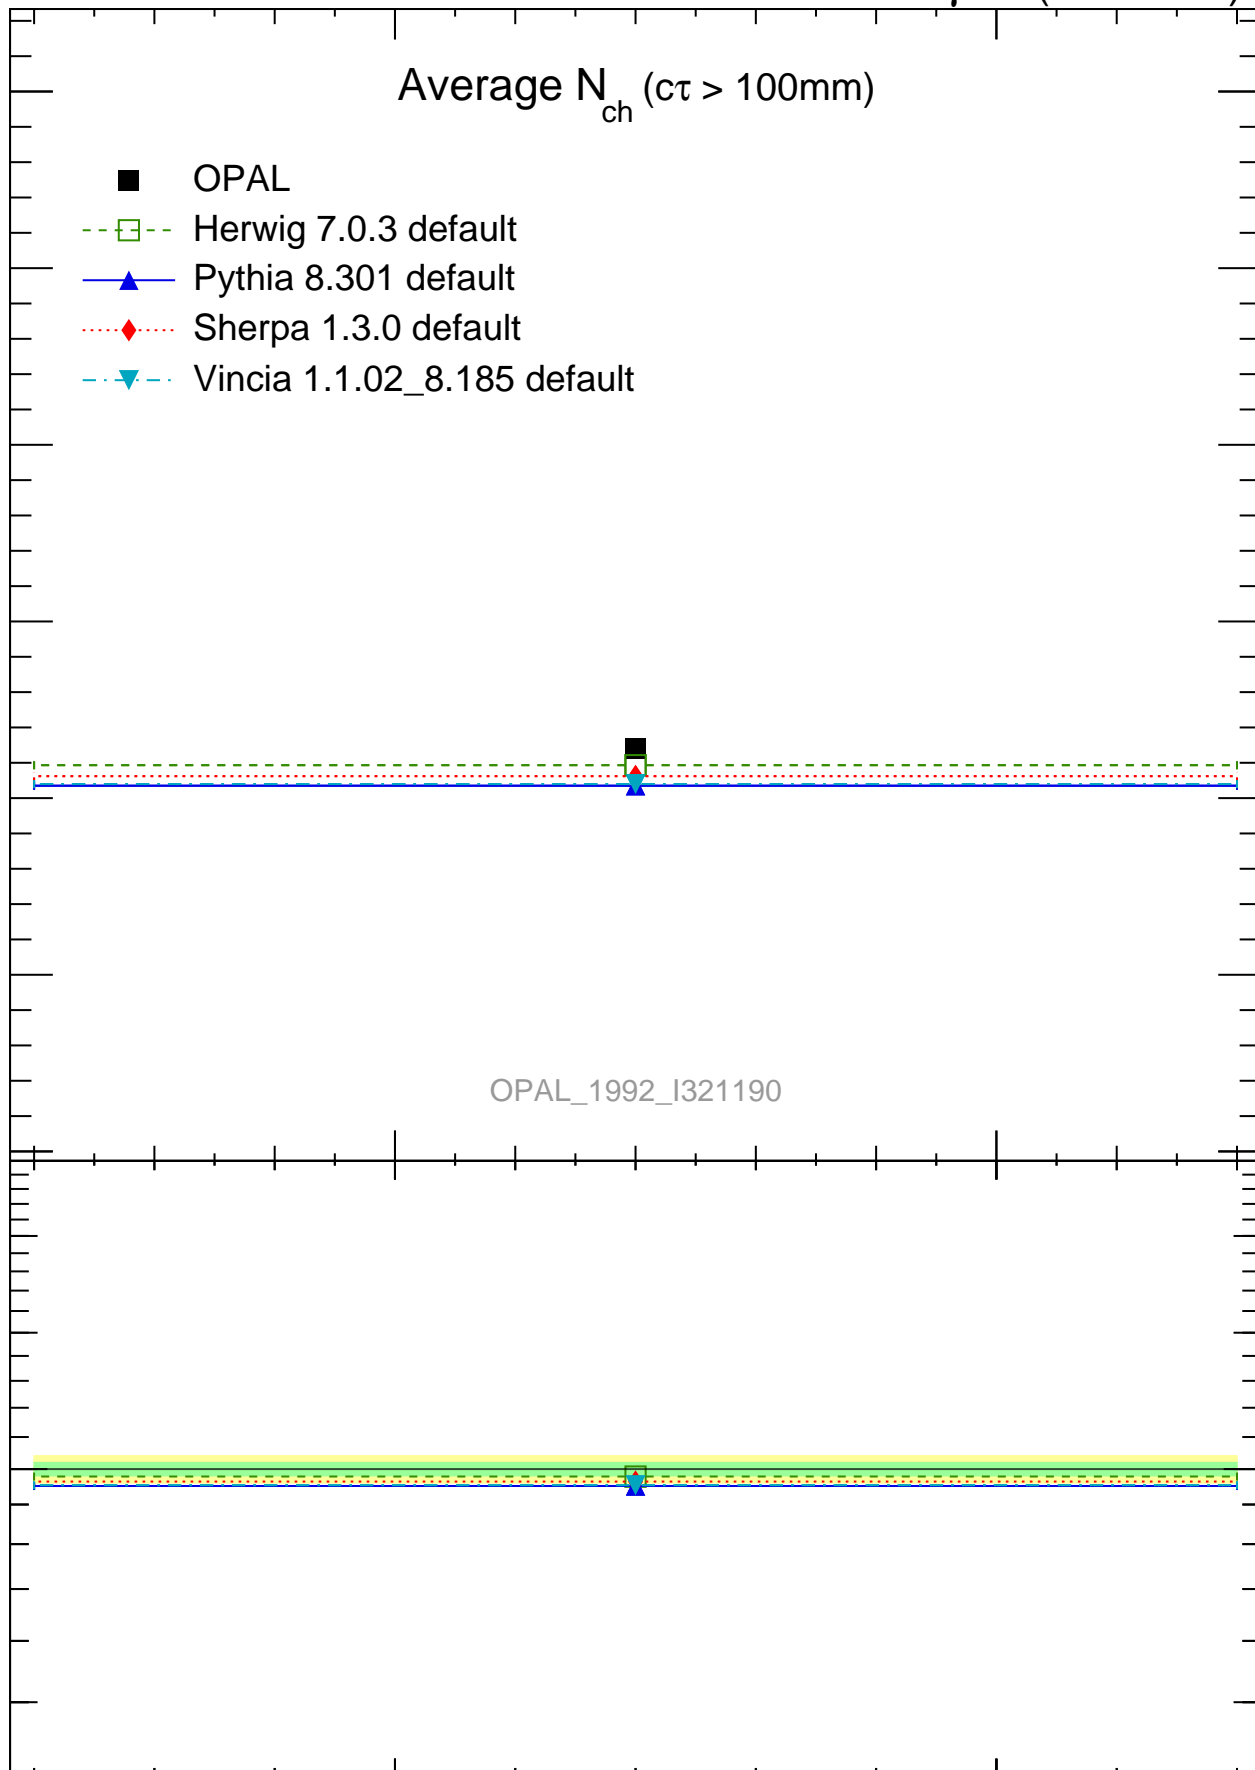 Average N_ch (cτ > 100mm)
OPAL
Herwig 7.0.3 default
Pythia 8.301 default
Sherpa 1.3.0 default
Vincia 1.1.02_8.185 default
OPAL_1992_I321190